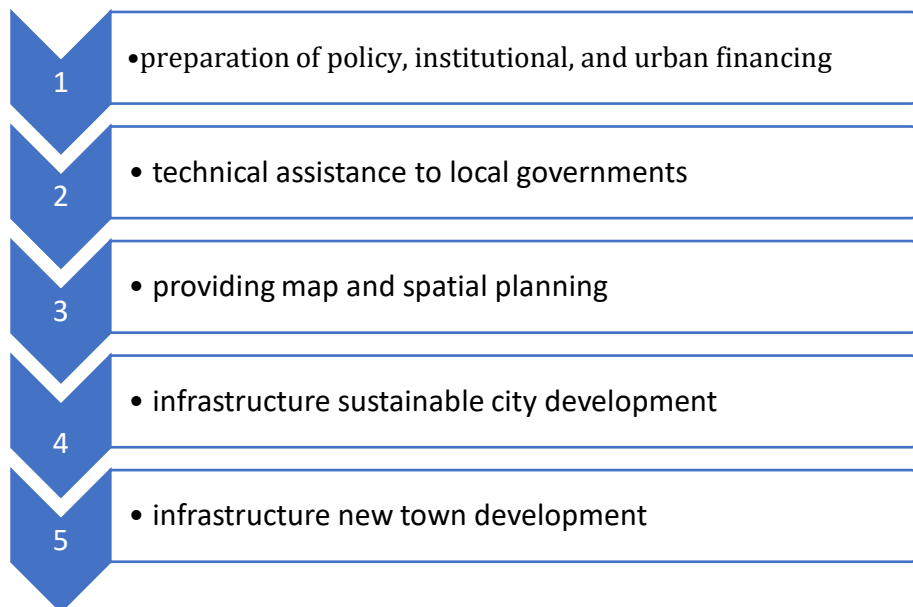 1
•preparation of policy, institutional, and urban financing
2
• technical assistance to local governments
3
• providing map and spatial planning
4
• infrastructure sustainable city development
5
• infrastructure new town development